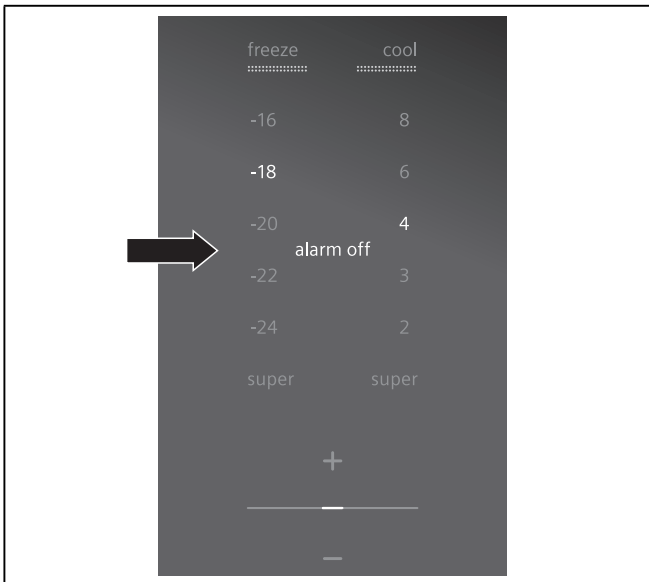 freeze cool
-16 8
-18 6
-20 4
alarm off
-22 3
-24 2
super super
+
–